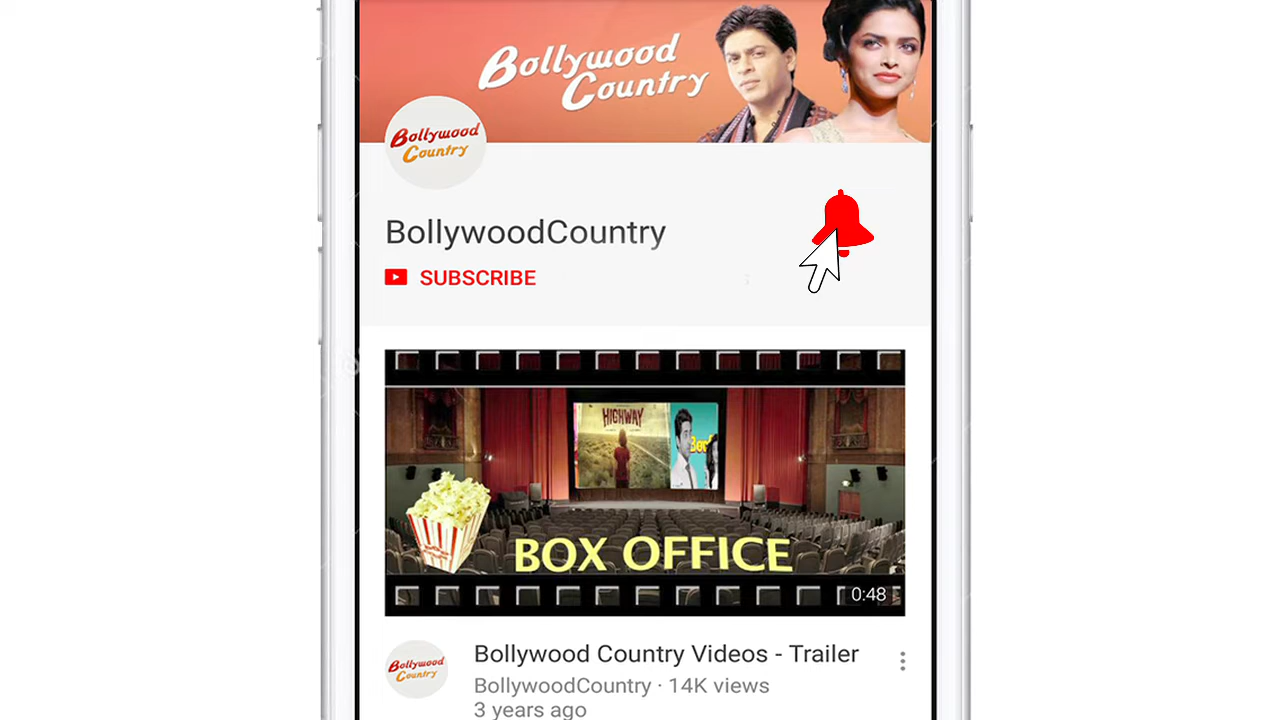 Bollywood
Country
Bollywood
Country
BollywoodCountry
SUBSCRIBE
HIGHWAY
BOX OFFICE
0:48
Bollywood Country Videos - Trailer
Bollywood
Country
BollywoodCountry · 14K views
3 years ago